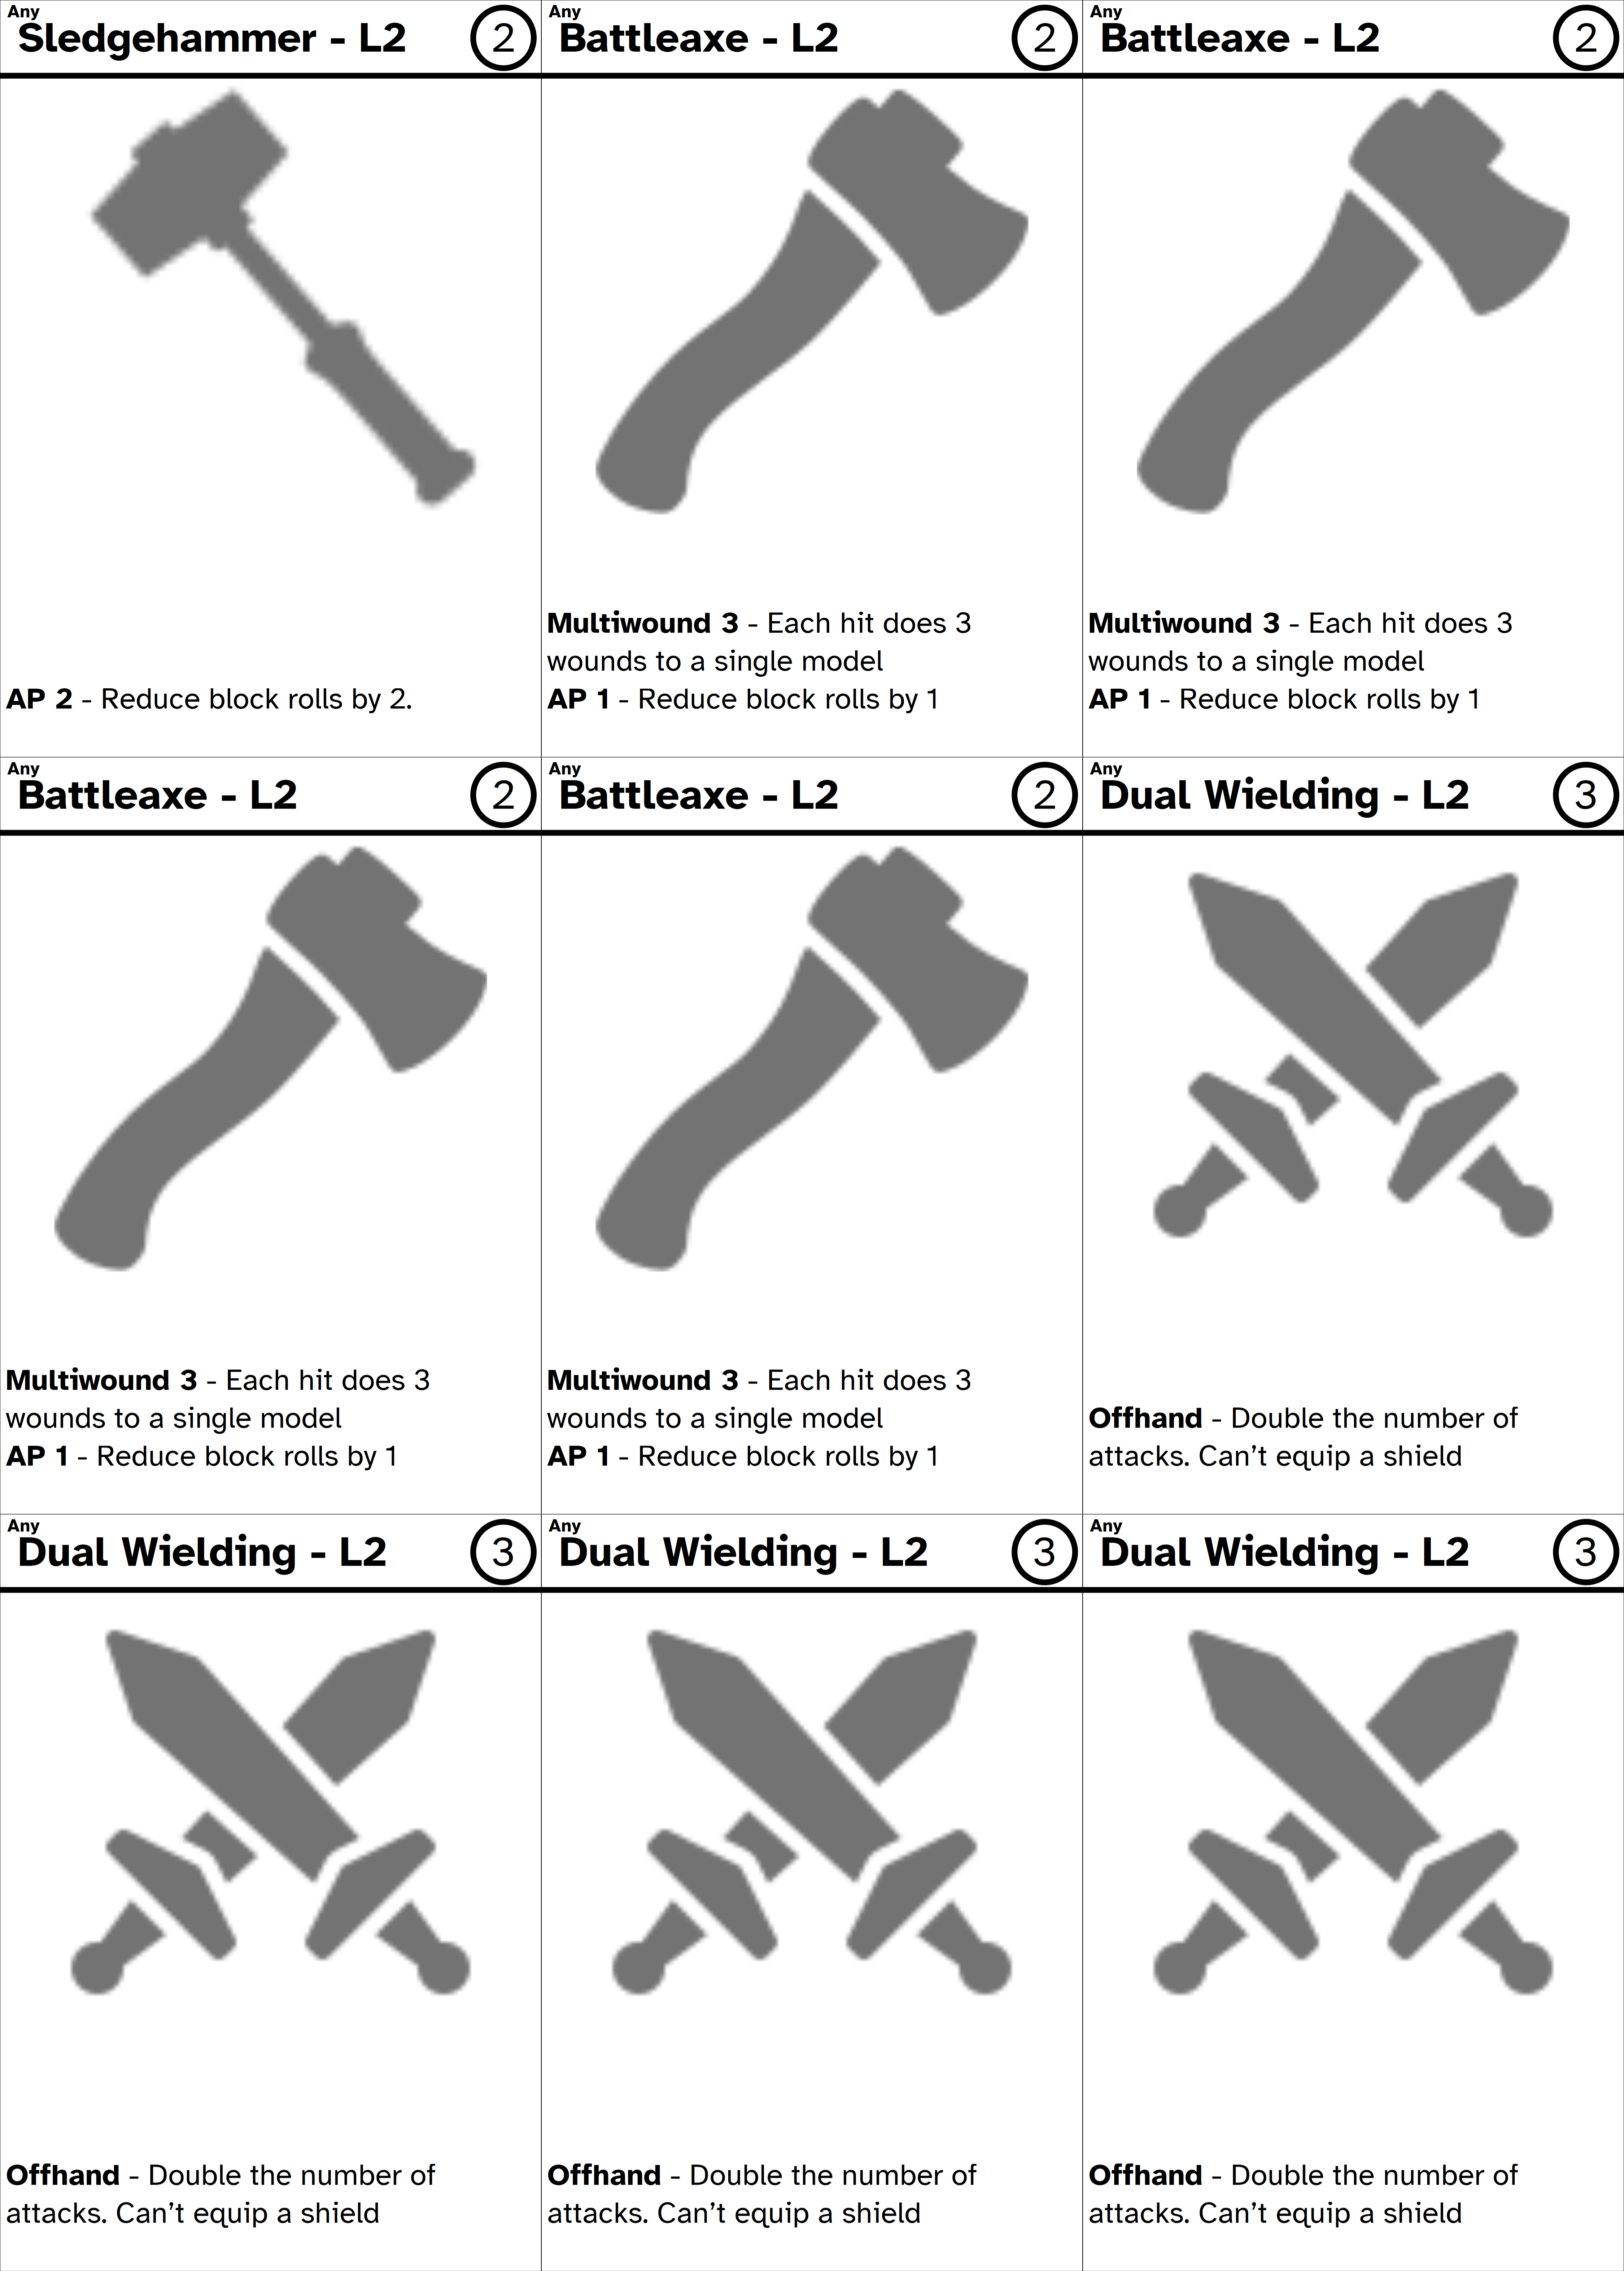 Any
Sledgehammer - L2
2
AP 2 - Reduce block rolls by 2.
Any
Battleaxe - L2
2
Multiwound 3 - Each hit does 3
wounds to a single model
AP 1 - Reduce block rolls by 1
Any
Battleaxe - L2
2
Multiwound 3 - Each hit does 3
wounds to a single model
AP 1 - Reduce block rolls by 1
Any
Battleaxe - L2
2
Multiwound 3 - Each hit does 3
wounds to a single model
AP 1 - Reduce block rolls by 1
Any
Battleaxe - L2
2
Multiwound 3 - Each hit does 3
wounds to a single model
AP 1 - Reduce block rolls by 1
Any
Dual Wielding - L2
3
Offhand - Double the number of
attacks. Can’t equip a shield
Any
Dual Wielding - L2
3
Offhand - Double the number of
attacks. Can’t equip a shield
Any
Dual Wielding - L2
3
Offhand - Double the number of
attacks. Can’t equip a shield
Any
Dual Wielding - L2
3
Offhand - Double the number of
attacks. Can’t equip a shield